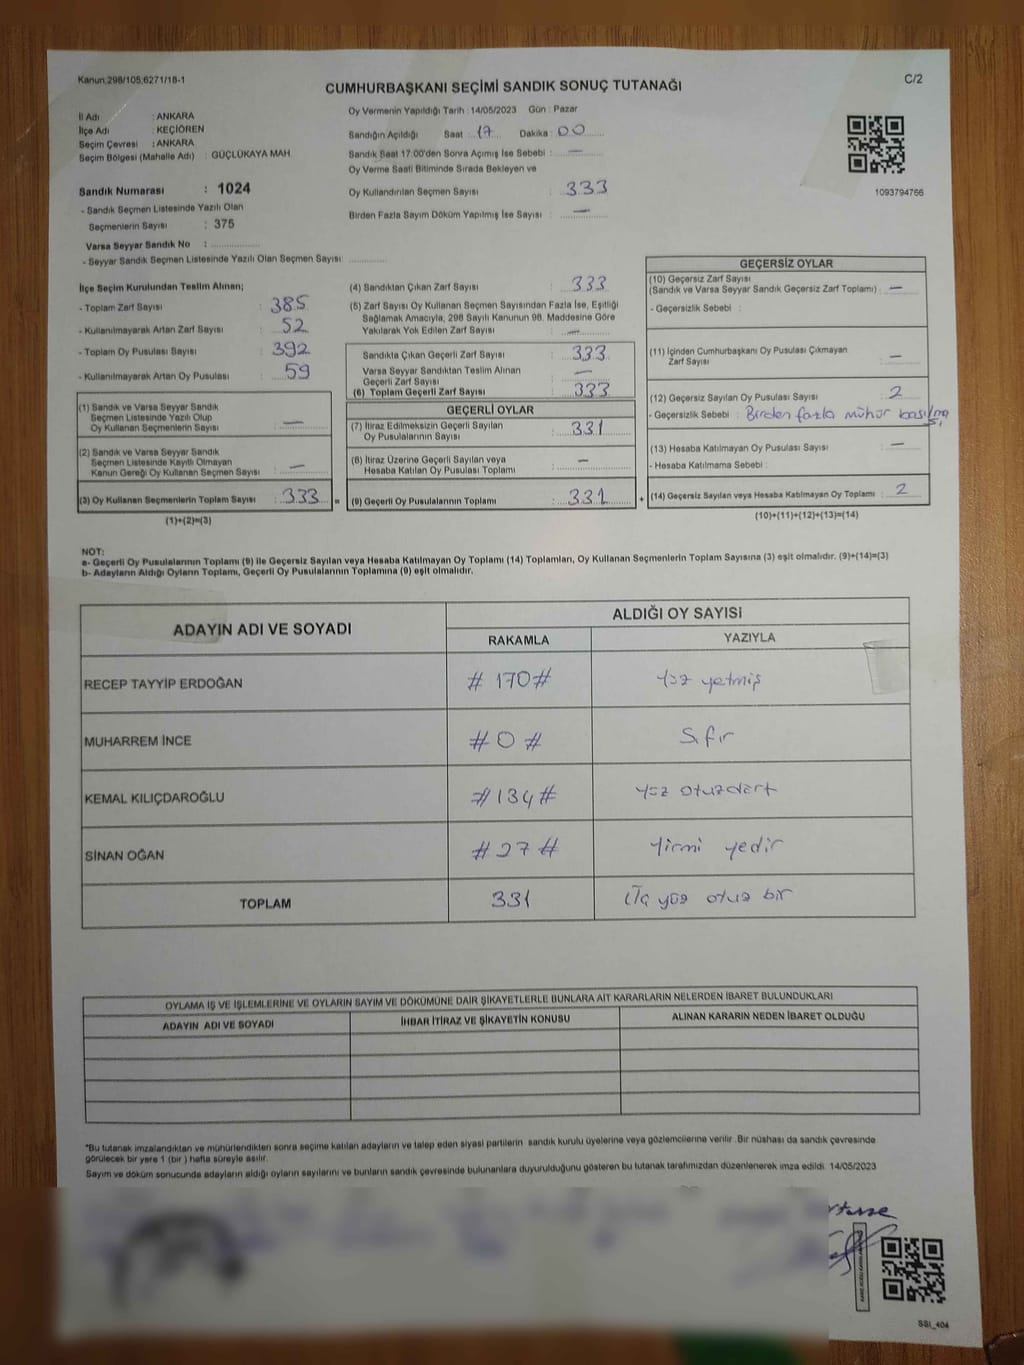 Kanun:298/105;6271/18-1
C/2
CUMHURBAŞKANI SEÇİMİ SANDIK SONUÇ TUTANAĞI
İl Adı : ANKARA
İlçe Adı : KEÇİÖREN
Seçim Çevresi : ANKARA
Seçim Bölgesi (Mahalle Adı) : GÜÇLÜKAYA MAH.
Sandık Numarası : 1024
- Sandık Seçmen Listesinde Yazılı Olan
Seçmenlerin Sayısı : 375
Varsa Seyyar Sandık No :
- Seyyar Sandık Seçmen Listesinde Yazılı Olan Seçmen Sayısı:
Oy Vermenin Yapıldığı Tarih : 14/05/2023 Gün : Pazar
Sandığın Açıldığı Saat : 17 Dakika : 00
Sandık Saat 17.00'den Sonra Açımış İse Sebebi : —
Oy Verme Saati Bitiminde Sırada Bekleyen ve
Oy Kullandırılan Seçmen Sayısı : 333
Birden Fazla Sayım Döküm Yapılmış İse Sayısı : —
1093794766
İlçe Seçim Kurulundan Teslim Alınan;
- Toplam Zarf Sayısı : 385
- Kullanılmayarak Artan Zarf Sayısı : 52
- Toplam Oy Pusulası Sayısı : 392
- Kullanılmayarak Artan Oy Pusulası : 59
(1) Sandık ve Varsa Seyyar Sandık
Seçmen Listesinde Yazılı Olup
Oy Kullanan Seçmenlerin Sayısı : —
(2) Sandık ve Varsa Seyyar Sandık
Seçmen Listesinde Kayıtlı Olmayan
Kanun Gereği Oy Kullanan Seçmen Sayısı : —
(3) Oy Kullanan Seçmenlerin Toplam Sayısı : 333 =
(1)+(2)=(3)
(4) Sandıktan Çıkan Zarf Sayısı : 333
(5) Zarf Sayısı Oy Kullanan Seçmen Sayısından Fazla İse, Eşitliği
Sağlamak Amacıyla, 298 Sayılı Kanunun 98. Maddesine Göre
Yakılarak Yok Edilen Zarf Sayısı : —
Sandıkta Çıkan Geçerli Zarf Sayısı : 333
Varsa Seyyar Sandıktan Teslim Alınan
Geçerli Zarf Sayısı : —
(6) Toplam Geçerli Zarf Sayısı : 333
GEÇERLİ OYLAR
(7) İtiraz Edilmeksizin Geçerli Sayılan
Oy Pusulalarının Sayısı : 331
(8) İtiraz Üzerine Geçerli Sayılan veya
Hesaba Katılan Oy Pusulası Toplamı : —
(9) Geçerli Oy Pusulalarının Toplamı : 331 +
GEÇERSİZ OYLAR
(10) Geçersiz Zarf Sayısı
(Sandık ve Varsa Seyyar Sandık Geçersiz Zarf Toplamı) : —
- Geçersizlik Sebebi :
(11) İçinden Cumhurbaşkanı Oy Pusulası Çıkmayan
Zarf Sayısı : —
(12) Geçersiz Sayılan Oy Pusulası Sayısı : 2
- Geçersizlik Sebebi : Birden fazla mühür basılma
sı
(13) Hesaba Katılmayan Oy Pusulası Sayısı : —
- Hesaba Katılmama Sebebi :
(14) Geçersiz Sayılan veya Hesaba Katılmayan Oy Toplamı : 2
(10)+(11)+(12)+(13)=(14)
NOT:
a- Geçerli Oy Pusulalarının Toplamı (9) ile Geçersiz Sayılan veya Hesaba Katılmayan Oy Toplamı (14) Toplamları, Oy Kullanan Seçmenlerin Toplam Sayısına (3) eşit olmalıdır. (9)+(14)=(3)
b- Adayların Aldığı Oyların Toplamı, Geçerli Oy Pusulalarının Toplamına (9) eşit olmalıdır.
ADAYIN ADI VE SOYADI
ALDIĞI OY SAYISI
RAKAMLA YAZIYLA
RECEP TAYYİP ERDOĞAN # 170# Yüz yetmiş
MUHARREM İNCE #0# Sıfır
KEMAL KILIÇDAROĞLU #134# Yüz otuzdört
SİNAN OĞAN #27# Yirmi yedir
TOPLAM 331 Üç yüz otuz bir
OYLAMA İŞ VE İŞLEMLERİNE VE OYLARIN SAYIM VE DÖKÜMÜNE DAİR ŞİKAYETLERLE BUNLARA AİT KARARLARIN NELERDEN İBARET BULUNDUKLARI
ADAYIN ADI VE SOYADI İHBAR İTİRAZ VE ŞİKAYETİN KONUSU ALINAN KARARIN NEDEN İBARET OLDUĞU
*Bu tutanak imzalandıktan ve mühürlendikten sonra seçime katılan adayların ve talep eden siyasi partilerin sandık kurulu üyelerine veya gözlemcilerine verilir. Bir nüshası da sandık çevresinde
görülecek bir yere 1 (bir ) hafta süreyle asılır.
Sayım ve döküm sonucunda adayların aldığı oyların sayılarını ve bunların sandık çevresinde bulunanlara duyurulduğunu gösteren bu tutanak tarafımızdan düzenlenerek imza edildi. 14/05/2023
SSI_404